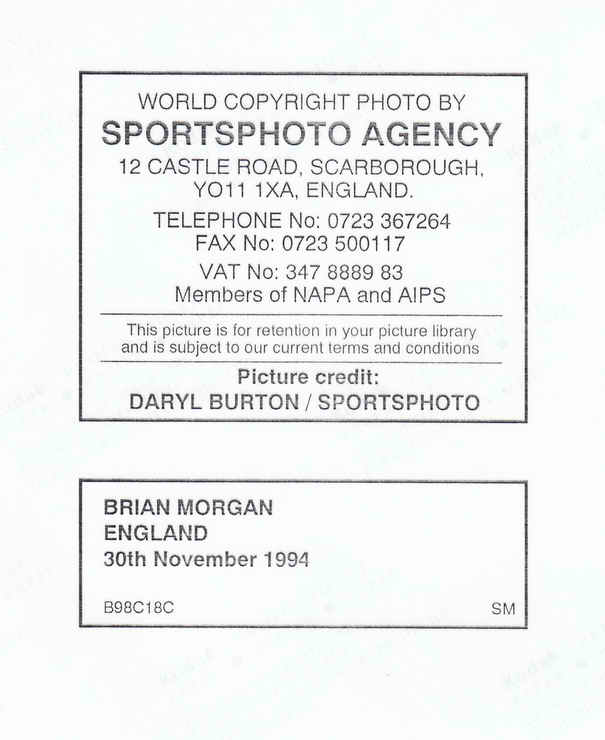 WORLD COPYRIGHT PHOTO BY
SPORTSPHOTO AGENCY
12 CASTLE ROAD, SCARBOROUGH,
YO11 1XA, ENGLAND.
TELEPHONE No: 0723 367264
FAX No: 0723 500117
VAT No: 347 8889 83
Members of NAPA and AIPS
This picture is for retention in your picture library
and is subject to our current terms and conditions
Picture credit:
DARYL BURTON / SPORTSPHOTO
BRIAN MORGAN
ENGLAND
30th November 1994
B98C18C SM